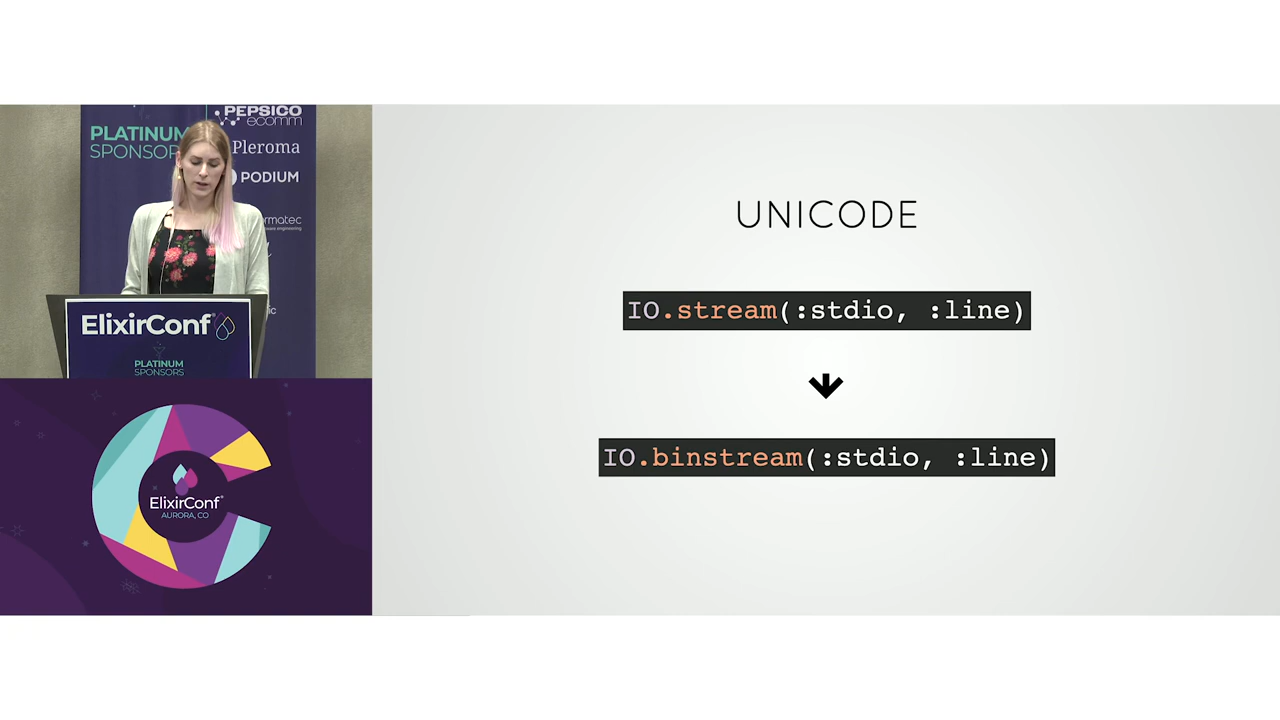 PEPSICO
ecomm
PLATINUM
Pleroma
PODIUM
ElixirConf
PLATINUM
SPONSORS
ElixirConf
AURORA, CO
UNICODE
IO.stream(:stdio, :line)
IO.binstream(:stdio, :line)